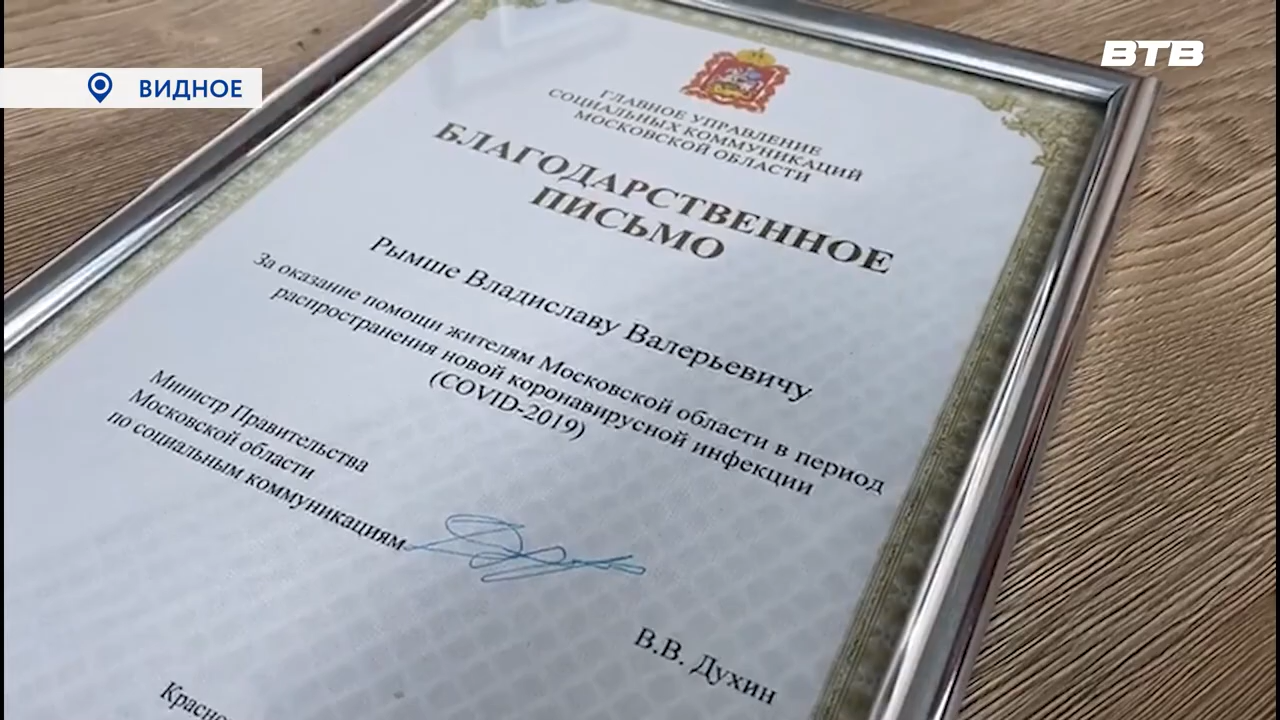 ВИДНОЕ
ВТВ
ГЛАВНОЕ УПРАВЛЕНИЕ
СОЦИАЛЬНЫХ КОММУНИКАЦИЙ
МОСКОВСКОЙ ОБЛАСТИ
БЛАГОДАРСТВЕННОЕ
ПИСЬМО
Рымше Владиславу Валерьевичу
За оказание помощи жителям Московской области в период
распространения новой коронавирусной инфекции
(COVID-2019)
Министр Правительства
Московской области
по социальным коммуникациям
В.В. Духин
Красно